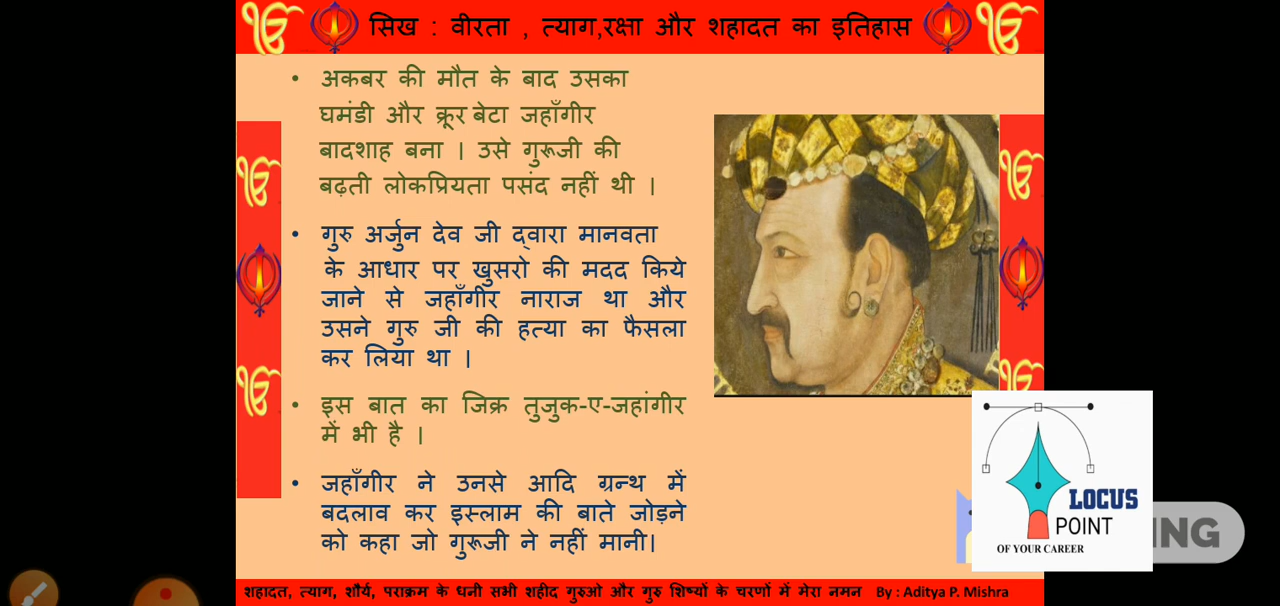 सिख : वीरता , त्याग,रक्षा और शहादत का इतिहास
• अकबर की मौत के बाद उसका
घमंडी और क्रूर बेटा जहाँगीर
बादशाह बना । उसे गुरूजी की
बढ़ती लोकप्रियता पसंद नहीं थी ।
• गुरु अर्जुन देव जी द्वारा मानवता
के आधार पर खुसरो की मदद किये
जाने से जहाँगीर नाराज था और
उसने गुरु जी की हत्या का फैसला
कर लिया था ।
• इस बात का जिक्र तुजुक-ए-जहांगीर
में भी है ।
• जहाँगीर ने उनसे आदि ग्रन्थ में
बदलाव कर इस्लाम की बाते जोड़ने
को कहा जो गुरूजी ने नहीं मानी।
LOCUS
POINT
OF YOUR CAREER
शहादत, त्याग, शौर्य, पराक्रम के धनी सभी शहीद गुरुओ और गुरु शिष्यों के चरणों में मेरा नमन By : Aditya P. Mishra